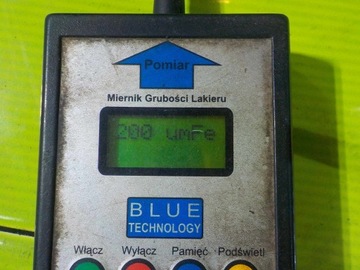 Pomiar
Miernik Grubości Lakieru
200 umFe
BLUE
TECHNOLOGY
Włącz Wyłącz Pamięć Podświetl